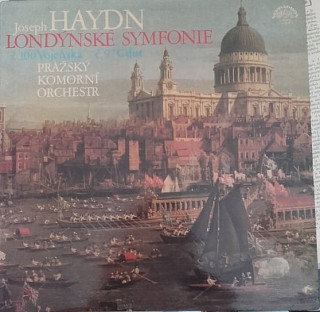 Joseph HAYDN
LONDÝNSKÉ SYMFONIE
PRAŽSKÝ
KOMORNÍ
ORCHESTR